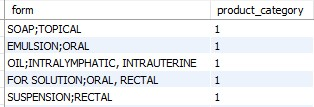 form product_category
SOAP;TOPICAL 1
EMULSION;ORAL 1
OIL;INTRALYMPHATIC, INTRAUTERINE 1
FOR SOLUTION;ORAL, RECTAL 1
SUSPENSION;RECTAL 1